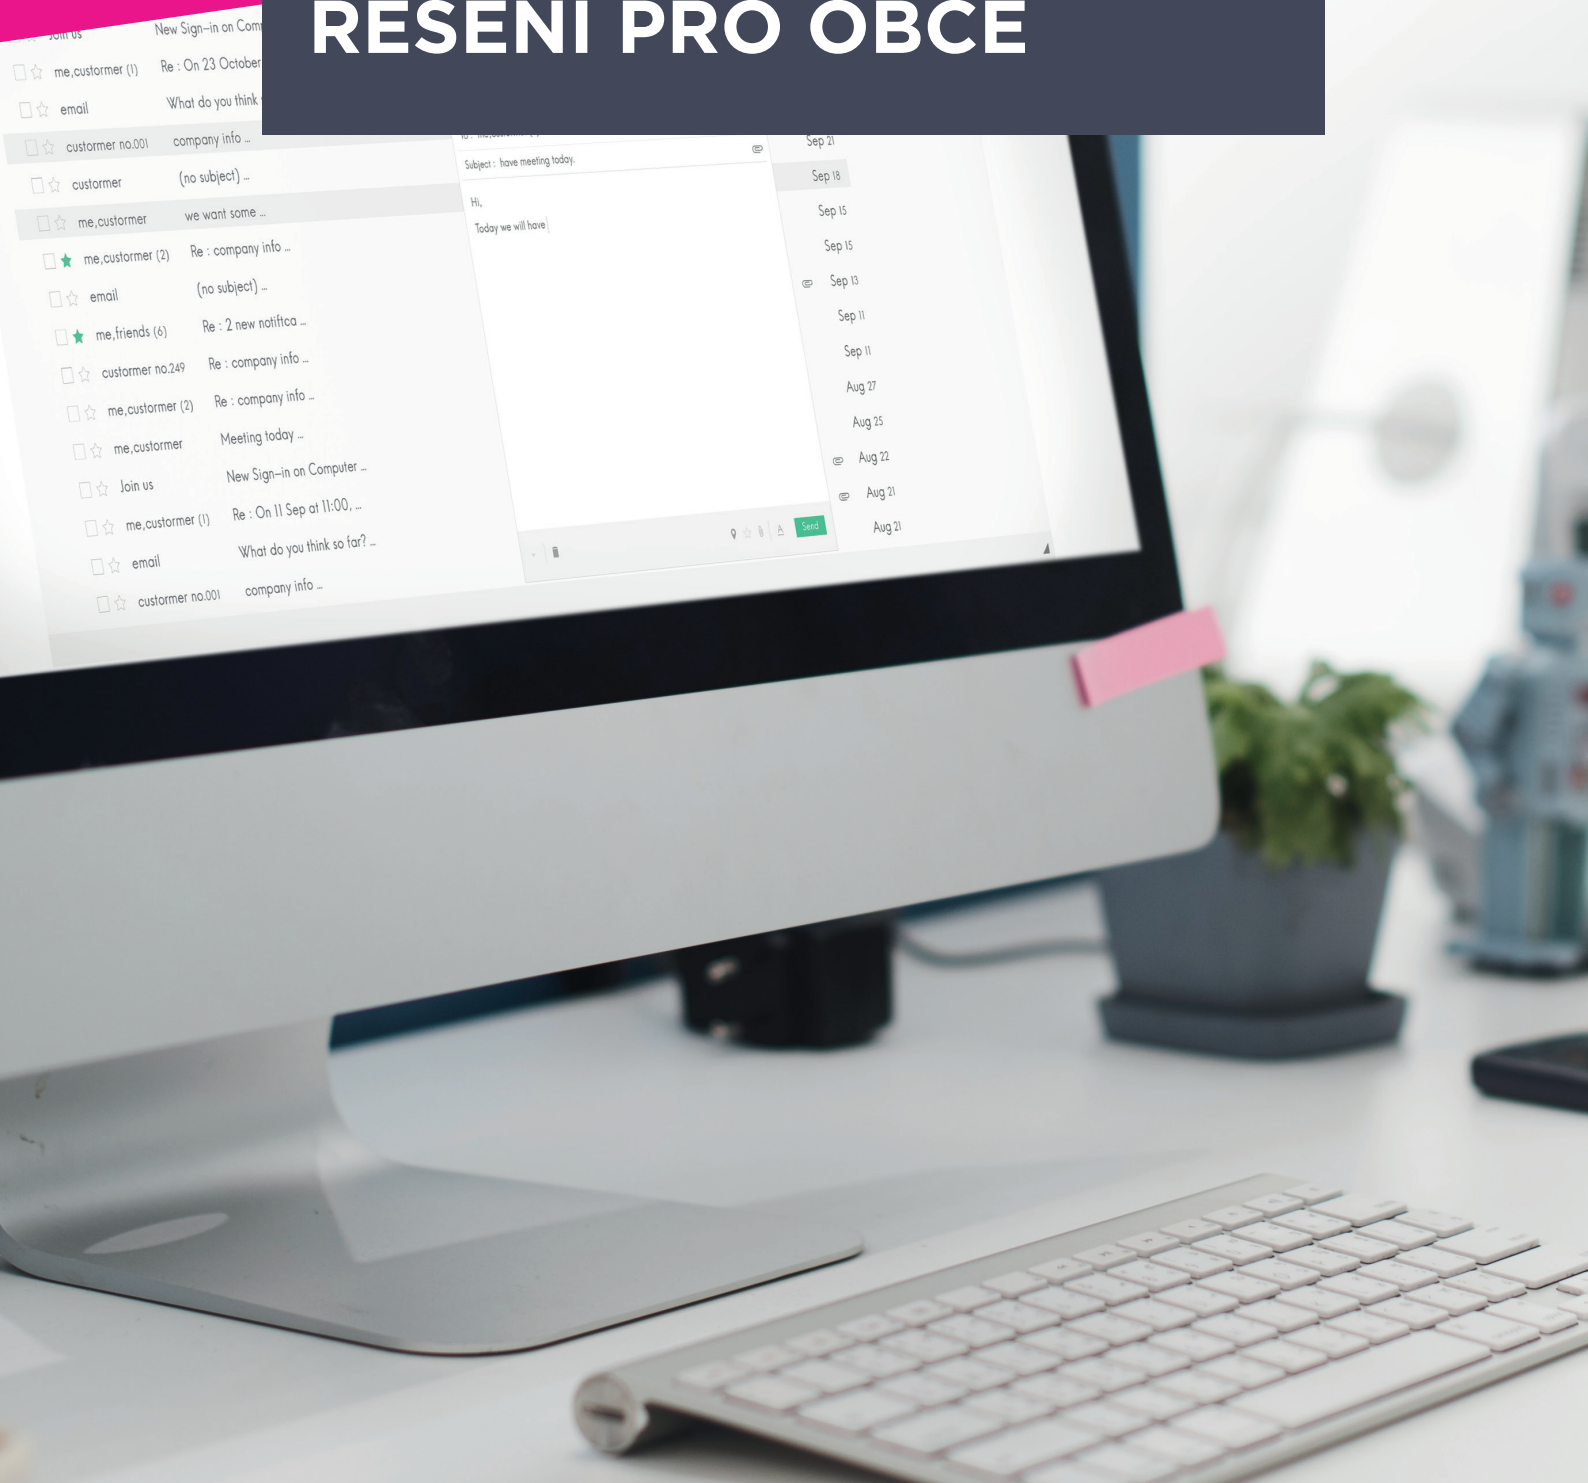 RESENI PRO OBCE
Join us New Sign-in on Com
me,custormer (1) Re : On 23 October
email What do you think
custormer no.001 company info ...
custormer (no subject) ...
me,custormer we want some ...
me,custormer (2) Re : company info ...
email (no subject) ...
me,friends (6) Re : 2 new notiftca ...
custormer no.249 Re : company info ...
me,custormer (2) Re : company info ...
me,custormer Meeting today ...
Join us New Sign-in on Computer ...
me,custormer (1) Re : On 11 Sep at 11:00, ...
email What do you think so far? ...
custormer no.001 company info ...
Subject : have meeting today.
Hi,
Today we will have
A Send
Sep 21
Sep 18
Sep 15
Sep 15
Sep 13
Sep 11
Sep 11
Aug 27
Aug 25
Aug 22
Aug 21
Aug 21